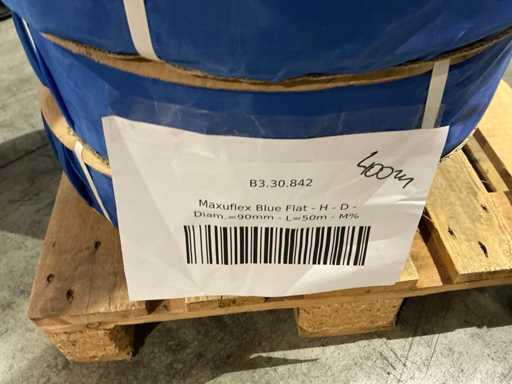 B3.30.842
400m
Maxuflex Blue Flat - H - D -
Diam.=90mm - L=50m - M%